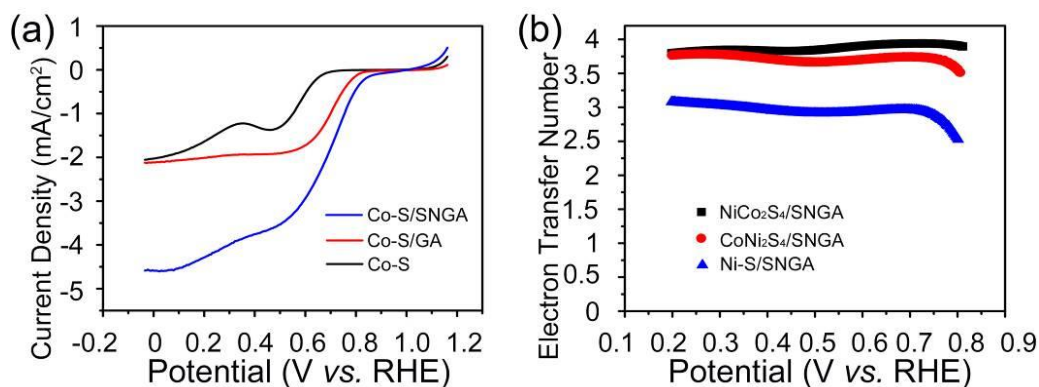 (a)
Current Density (mA/cm²)
1
0
-1
-2
-3
-4
-5
Co-S/SNGA
Co-S/GA
Co-S
-0.2 0 0.2 0.4 0.6 0.8 1.0 1.2
Potential (V vs. RHE)
(b)
Electron Transfer Number
4
3.5
3
2.5
2
1.5
1
0.5
0
NiCo₂S₄/SNGA
CoNi₂S₄/SNGA
Ni-S/SNGA
0.1 0.2 0.3 0.4 0.5 0.6 0.7 0.8 0.9
Potential (V vs. RHE)